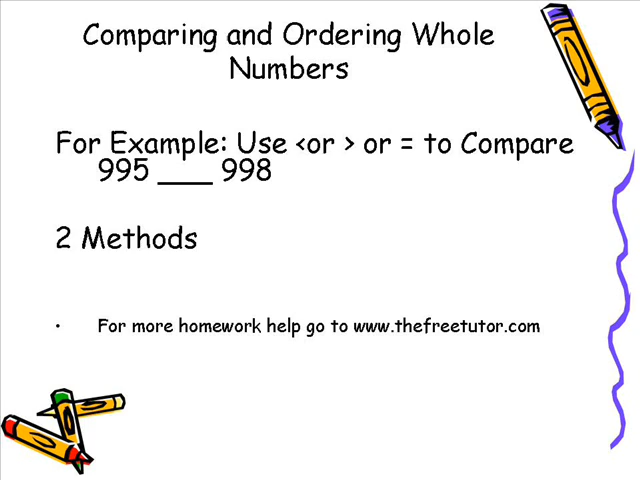 Comparing and Ordering Whole
Numbers
For Example: Use <or > or = to Compare
995 ___ 998
2 Methods
• For more homework help go to www.thefreetutor.com